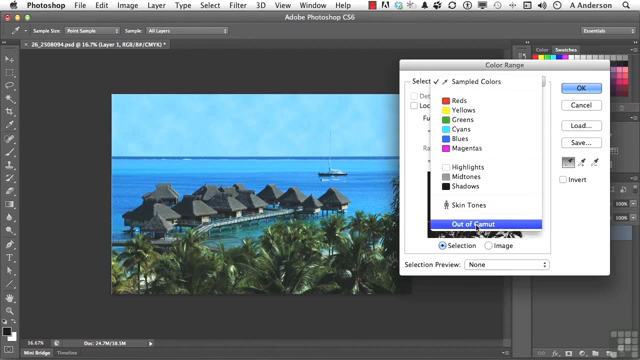 Photoshop File Edit Image Layer Type Select Filter View Window Help A Anderson
Adobe Photoshop CS6
Sample Size: Point Sample Sample: All Layers Essentials
26_2508094.psd @ 16.7% (Layer 1, RGB/8#/CMYK) *
Color Swatches
Color Range
Select
Sampled Colors
OK
Reds
Yellows
Greens
Cyans
Blues
Magentas
Cancel
Load...
Save...
Highlights
Midtones
Shadows
Invert
Skin Tones
Out of Gamut
Selection Image
Selection Preview: None
16.67% Doc: 24.7M/38.5M
Mini Bridge Timeline